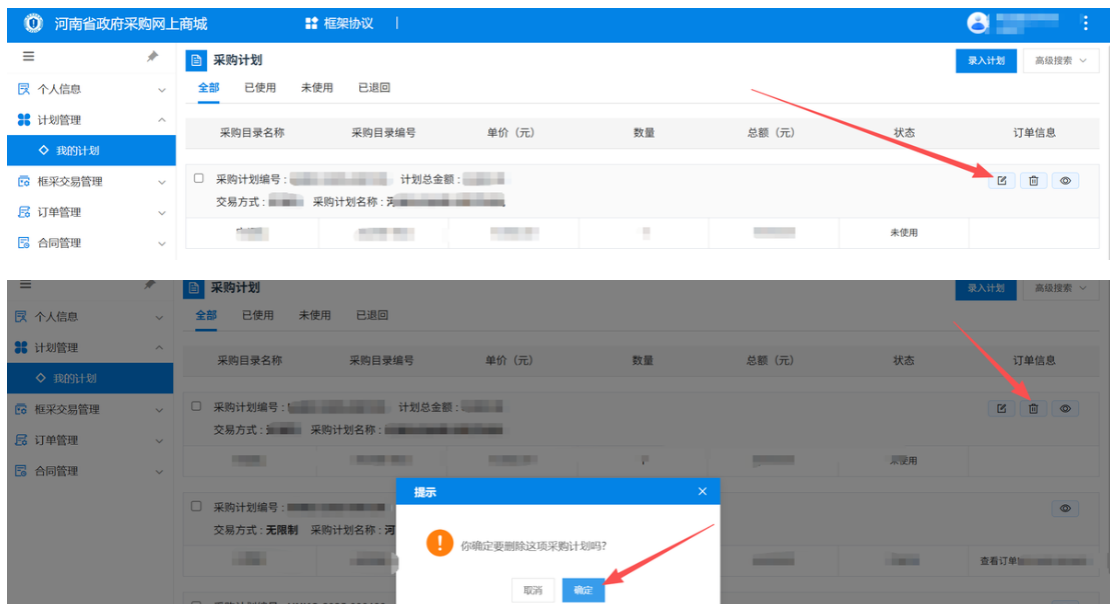 河南省政府采购网上商城 框架协议
采购计划 录入计划 高级搜索
个人信息 全部 已使用 未使用 已退回
计划管理
采购目录名称 采购目录编号 单价（元） 数量 总额（元） 状态 订单信息
我的计划
框采交易管理 采购计划编号： 计划总金额：
交易方式： 采购计划名称：
订单管理
未使用
合同管理
采购计划 录入计划 高级搜索
个人信息 全部 已使用 未使用 已退回
计划管理
采购目录名称 采购目录编号 单价（元） 数量 总额（元） 状态 订单信息
我的计划
框采交易管理 采购计划编号： 计划总金额：
交易方式： 采购计划名称：
订单管理
未使用
合同管理
提示
采购计划编号：
交易方式：无限制 采购计划名称：河
你确定要删除这项采购计划吗？
查看订单
取消 确定
采购计划编号：